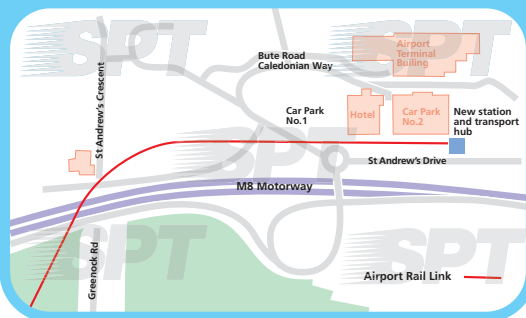 SPT
SPT
Bute Road
Caledonian Way
Airport
Terminal
Builing
St Andrew's Crescent
Car Park
No.1
Hotel
Car Park
No.2
New station
and transport
hub
SPT
St Andrew's Drive
M8 Motorway
SPT
SPT
Greenock Rd
Airport Rail Link